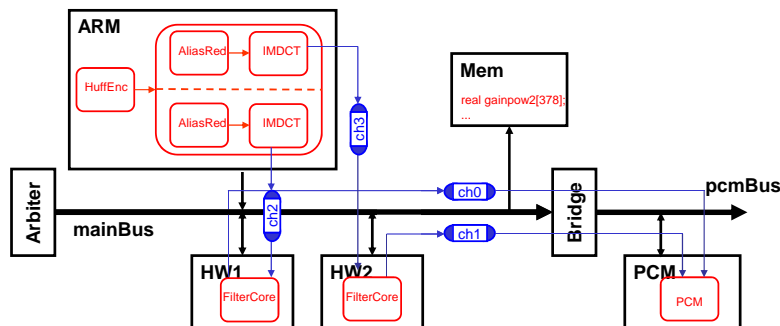 ARM
AliasRed
IMDCT
HuffEnc
AliasRed
IMDCT
ch3
Mem
real gainpow2[378];
...
Arbiter
mainBus
ch2
ch0
ch1
Bridge
pcmBus
HW1
FilterCore
HW2
FilterCore
PCM
PCM